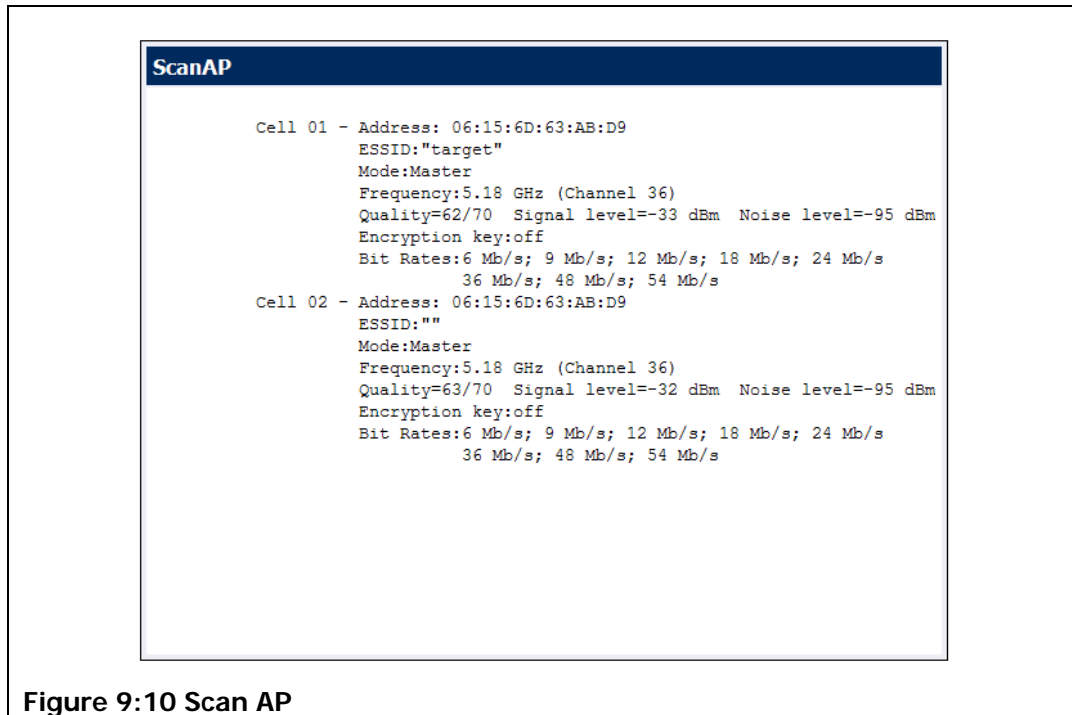 ScanAP
Cell 01 - Address: 06:15:6D:63:AB:D9
ESSID:"target"
Mode:Master
Frequency:5.18 GHz (Channel 36)
Quality=62/70  Signal level=-33 dBm  Noise level=-95 dBm
Encryption key:off
Bit Rates:6 Mb/s; 9 Mb/s; 12 Mb/s; 18 Mb/s; 24 Mb/s
36 Mb/s; 48 Mb/s; 54 Mb/s
Cell 02 - Address: 06:15:6D:63:AB:D9
ESSID:""
Mode:Master
Frequency:5.18 GHz (Channel 36)
Quality=63/70  Signal level=-32 dBm  Noise level=-95 dBm
Encryption key:off
Bit Rates:6 Mb/s; 9 Mb/s; 12 Mb/s; 18 Mb/s; 24 Mb/s
36 Mb/s; 48 Mb/s; 54 Mb/s
Figure 9:10 Scan AP